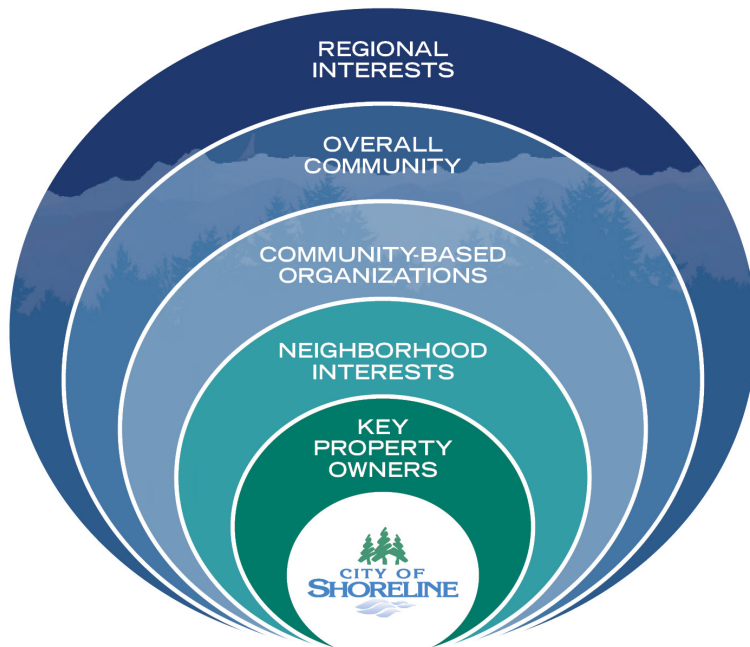 REGIONAL
INTERESTS
OVERALL
COMMUNITY
COMMUNITY-BASED
ORGANIZATIONS
NEIGHBORHOOD
INTERESTS
KEY
PROPERTY
OWNERS
CITY OF
SHORELINE